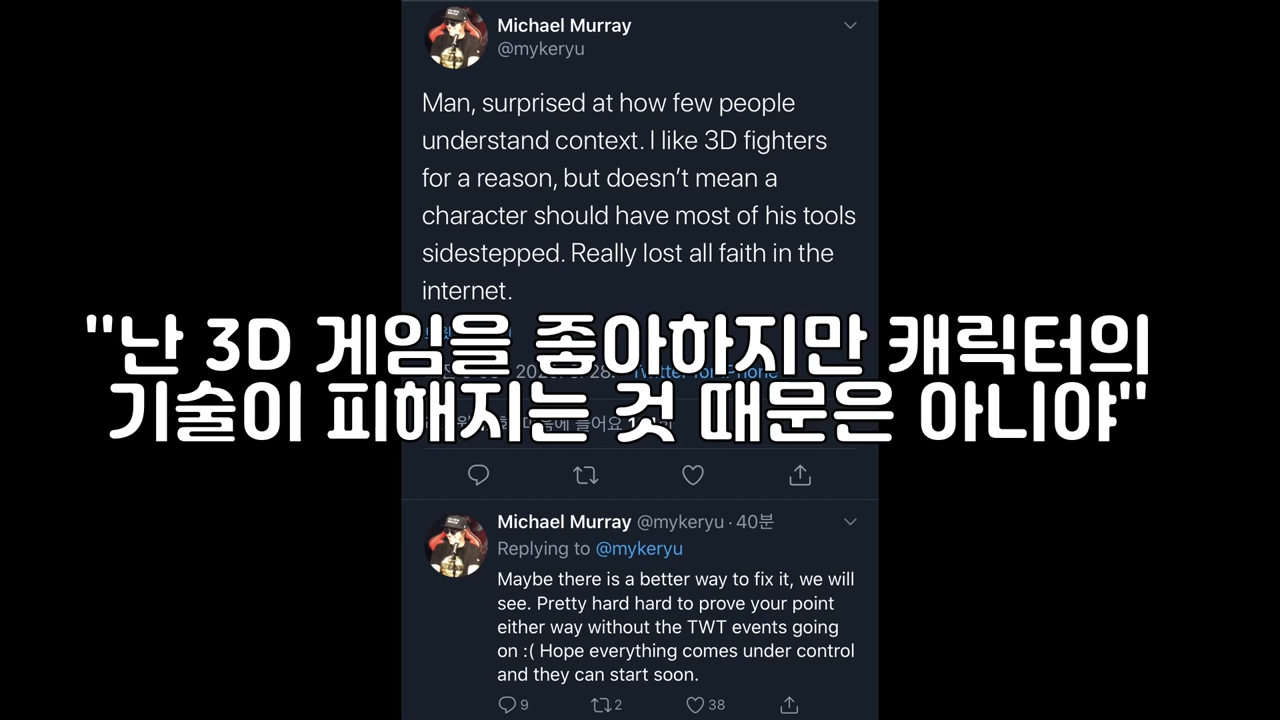 Michael Murray
@mykeryu
Man, surprised at how few people
understand context. I like 3D fighters
for a reason, but doesn't mean a
character should have most of his tools
sidestepped. Really lost all faith in the
internet.
"난 3D 게임을 좋아하지만 캐릭터의
Twitter for iPhone
기술이 피해지는 것 때문은 아니야"
Michael Murray @mykeryu · 40분
Replying to @mykeryu
Maybe there is a better way to fix it, we will
see. Pretty hard hard to prove your point
either way without the TWT events going
on :( Hope everything comes under control
and they can start soon.
9 2 38